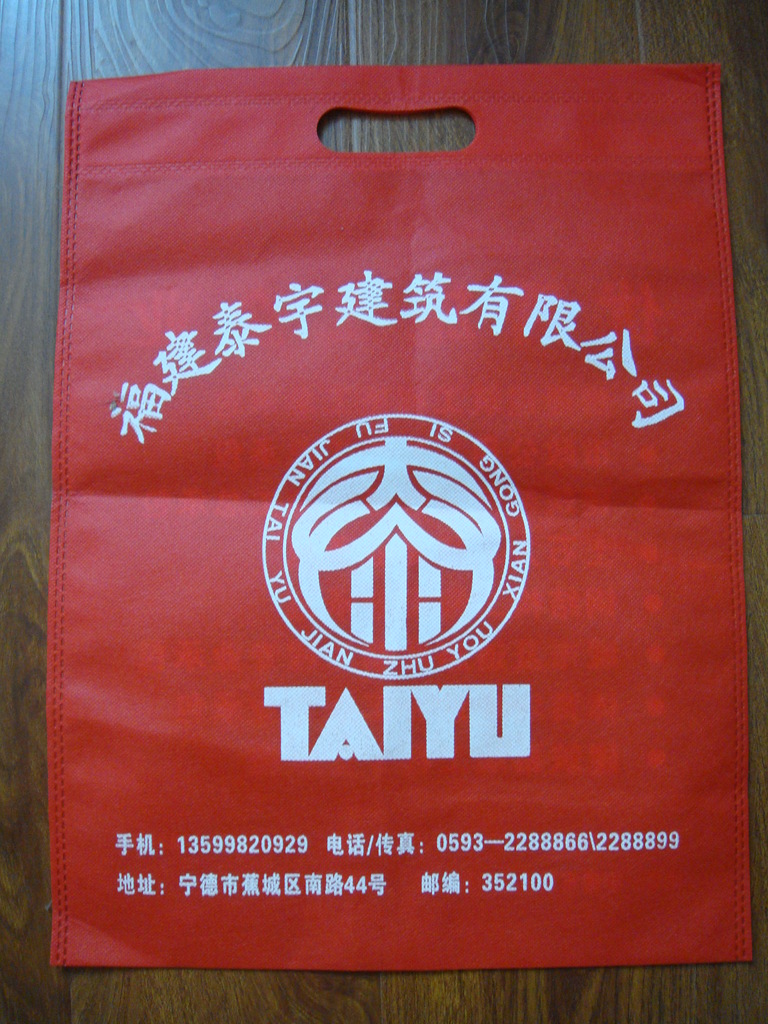 福建泰宇建筑有限公司
FU JIAN TAI YU JIAN ZHU YOU XIAN GONG SI
TAIYU
手机：13599820929 电话/传真：0593—2288866\2288899
地址：宁德市蕉城区南路44号 邮编：352100